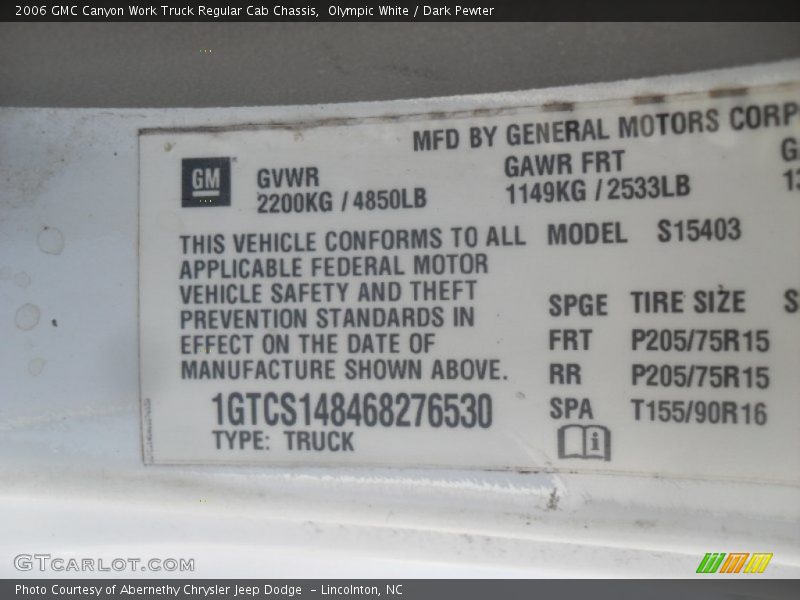 2006 GMC Canyon Work Truck Regular Cab Chassis,  Olympic White / Dark Pewter
MFD BY GENERAL MOTORS CORP
GM
GVWR
2200KG / 4850LB
GAWR FRT
1149KG / 2533LB
THIS VEHICLE CONFORMS TO ALL
APPLICABLE FEDERAL MOTOR
VEHICLE SAFETY AND THEFT
PREVENTION STANDARDS IN
EFFECT ON THE DATE OF
MANUFACTURE SHOWN ABOVE.
1GTCS148468276530
TYPE: TRUCK
MODEL S15403
SPGE TIRE SIZE S
FRT P205/75R15
RR P205/75R15
SPA T155/90R16
i
GTcarlot.com
Photo Courtesy of Abernethy Chrysler Jeep Dodge  - Lincolnton, NC